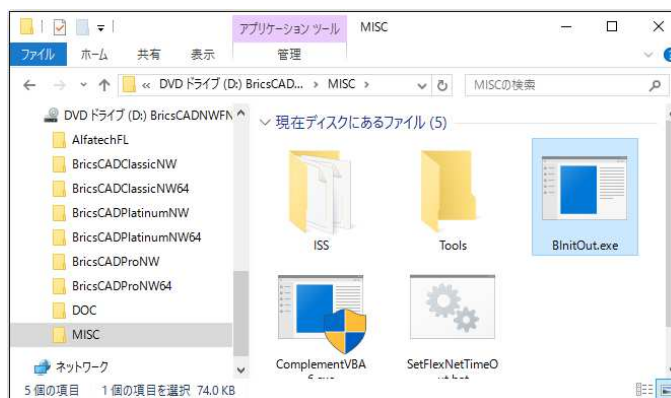 アプリケーション ツール MISC
ファイル ホーム 共有 表示 管理
« DVD ドライブ (D:) BricsCAD... › MISC › MISCの検索
DVD ドライブ (D:) BricsCADNWFN
AlfatechFL
BricsCADClassicNW
BricsCADClassicNW64
BricsCADPlatinumNW
BricsCADPlatinumNW64
BricsCADProNW
BricsCADProNW64
DOC
MISC
ネットワーク
現在ディスクにあるファイル (5)
ISS
Tools
BInitOut.exe
ComplementVBA
SetFlexNetTimeO
5 個の項目 1 個の項目を選択 74.0 KB